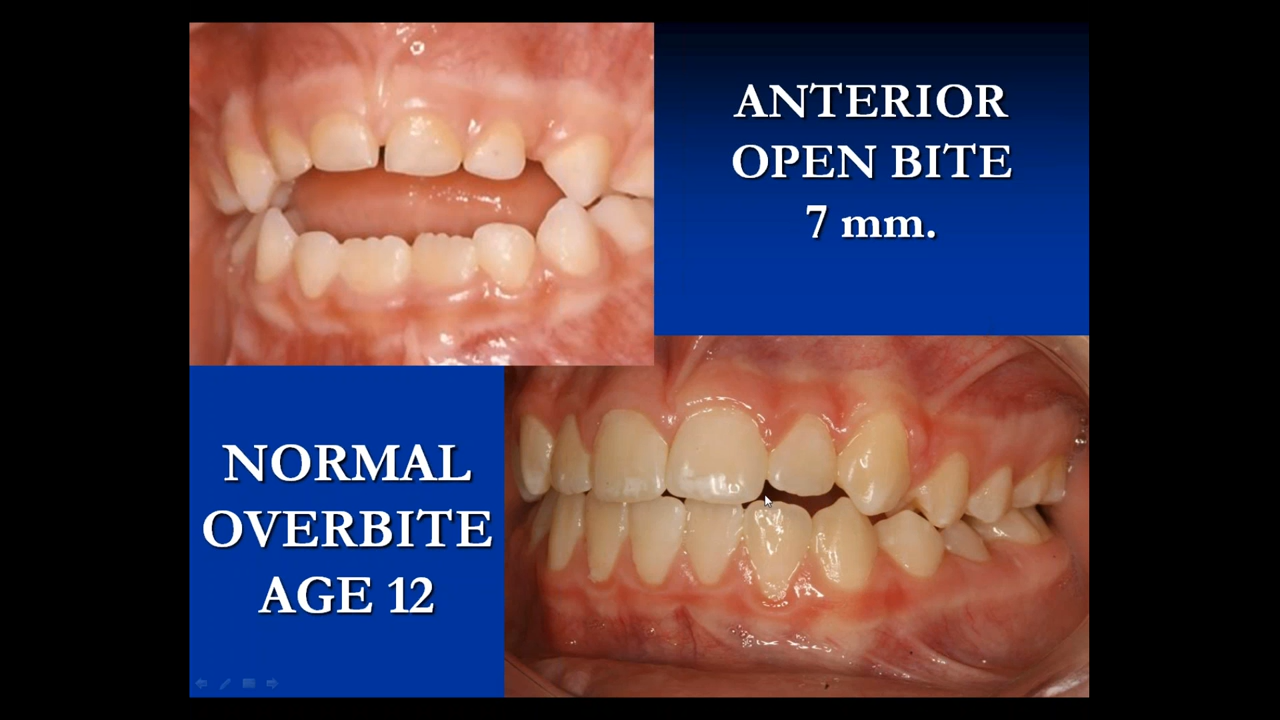 ANTERIOR
OPEN BITE
7 mm.
NORMAL
OVERBITE
AGE 12